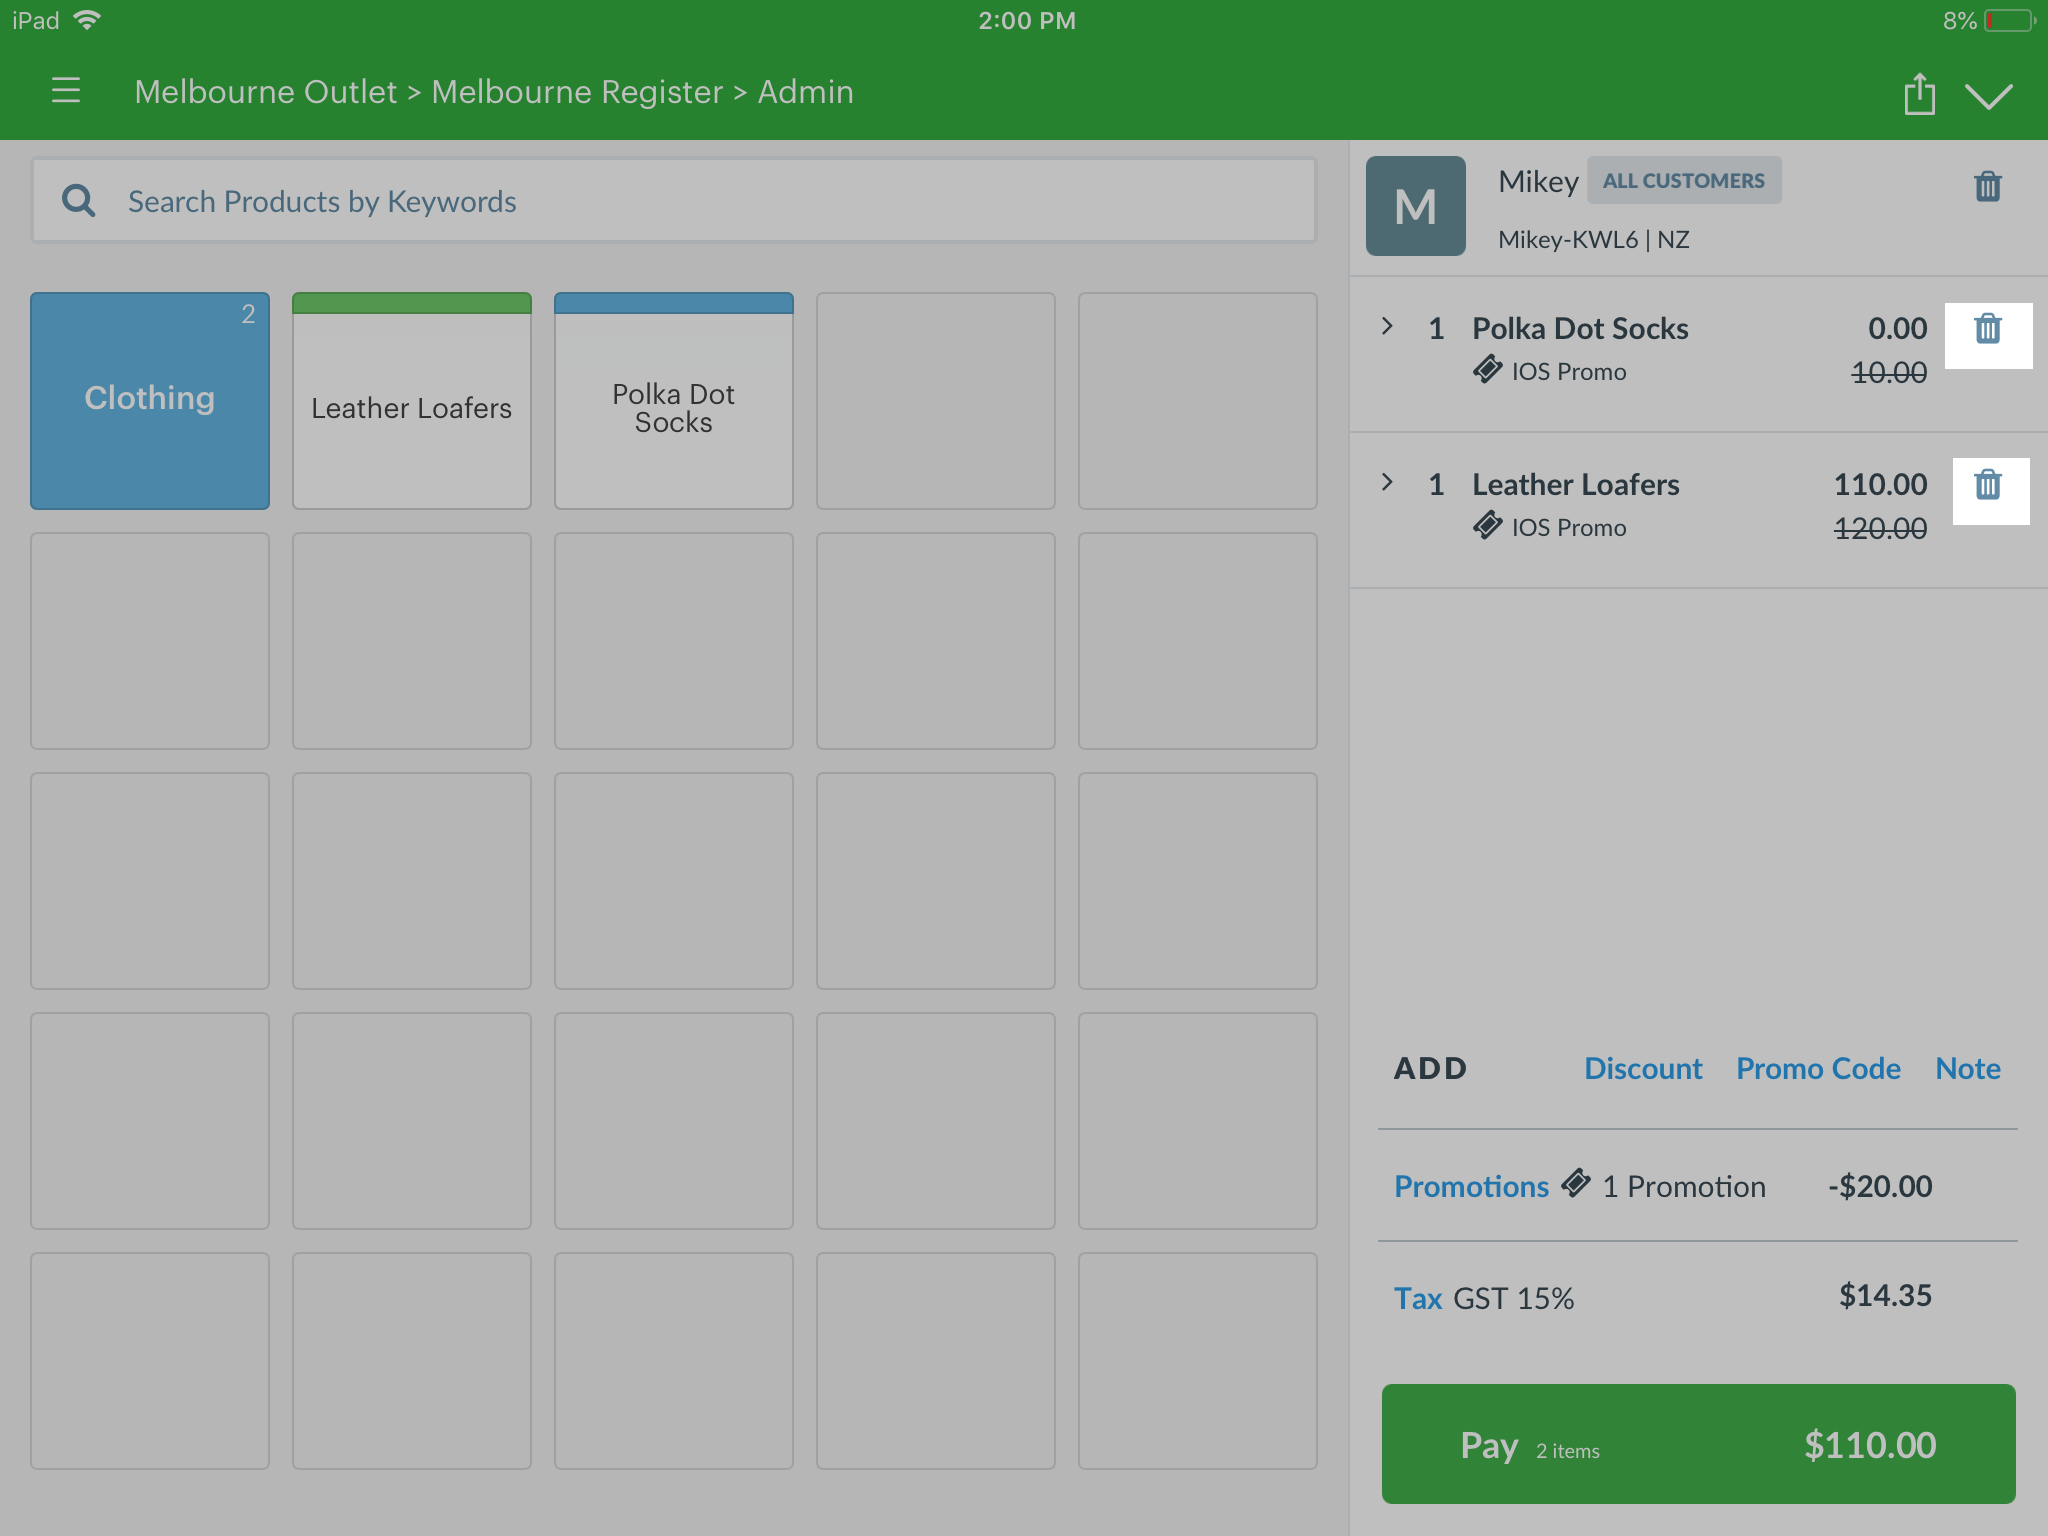 iPad
2:00 PM
8%
Melbourne Outlet > Melbourne Register > Admin
Search Products by Keywords
Clothing
2
Leather Loafers
Polka Dot
Socks
M
Mikey ALL CUSTOMERS
Mikey-KWL6 | NZ
1 Polka Dot Socks 0.00
IOS Promo 10.00
1 Leather Loafers 110.00
IOS Promo 120.00
ADD Discount Promo Code Note
Promotions 1 Promotion -$20.00
Tax GST 15% $14.35
Pay 2 items $110.00